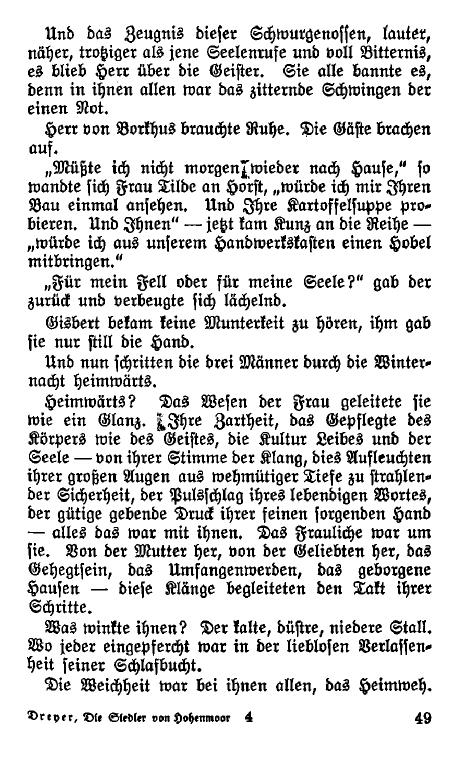 Und das Zeugnis dieser Schwurgenossen, lauter,
näher, trotziger als jene Seelenrufe und voll Bitternis,
es blieb Herr über die Geister. Sie alle bannte es,
denn in ihnen allen war das zitternde Schwingen der
einen Not.
Herr von Borkhus brauchte Ruhe. Die Gäste brachen
auf.
„Müßte ich nicht morgen wieder nach Hause,“ so
wandte sich Frau Tilde an Horst, „würde ich mir Ihren
Bau einmal ansehen. Und Ihre Kartoffelsuppe pro-
bieren. Und Ihnen“ — jetzt kam Kunz an die Reihe —
„würde ich aus unserem Handwerkskasten einen Hobel
mitbringen.“
„Für mein Fell oder für meine Seele?“ gab der
zurück und verbeugte sich lächelnd.
Gisbert bekam keine Munterkeit zu hören, ihm gab
sie nur still die Hand.
Und nun schritten die drei Männer durch die Winter-
nacht heimwärts.
Heimwärts? Das Wesen der Frau geleitete sie
wie ein Glanz. Ihre Zartheit, das Gepflegte des
Körpers wie des Geistes, die Kultur Leibes und der
Seele — von ihrer Stimme der Klang, dies Aufleuchten
ihrer großen Augen aus wehmütiger Tiefe zu strahlen-
der Sicherheit, der Pulsschlag ihres lebendigen Wortes,
der gütige gebende Druck ihrer feinen sorgenden Hand
— alles das war mit ihnen. Das Frauliche war um
sie. Von der Mutter her, von der Geliebten her, das
Gehegtsein, das Umfangenwerden, das geborgene
Hausen — diese Klänge begleiteten den Takt ihrer
Schritte.
Was winkte ihnen? Der kalte, düstre, niedere Stall.
Wo jeder eingepfercht war in der lieblosen Verlassen-
heit seiner Schlafbucht.
Die Weichheit war bei ihnen allen, das Heimweh.
Dreyer, Die Siedler von Hohenmoor 4
49